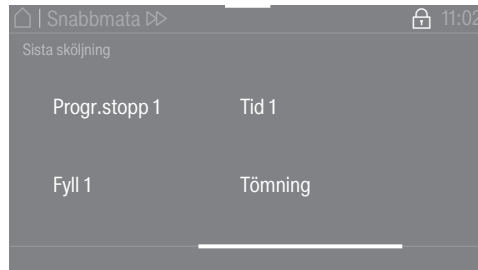 Snabbmata
11:02
Sista sköljning
Progr.stopp 1
Tid 1
Fyll 1
Tömning